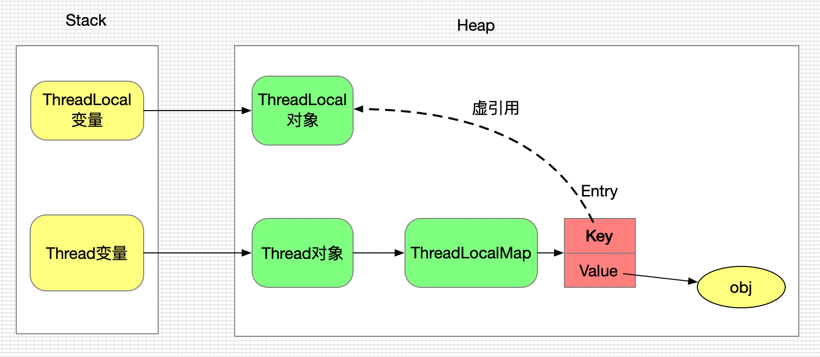 Stack
Heap
ThreadLocal
变量
ThreadLocal
对象
虚引用
Entry
Thread变量
Thread对象
ThreadLocalMap
Key
Value
obj